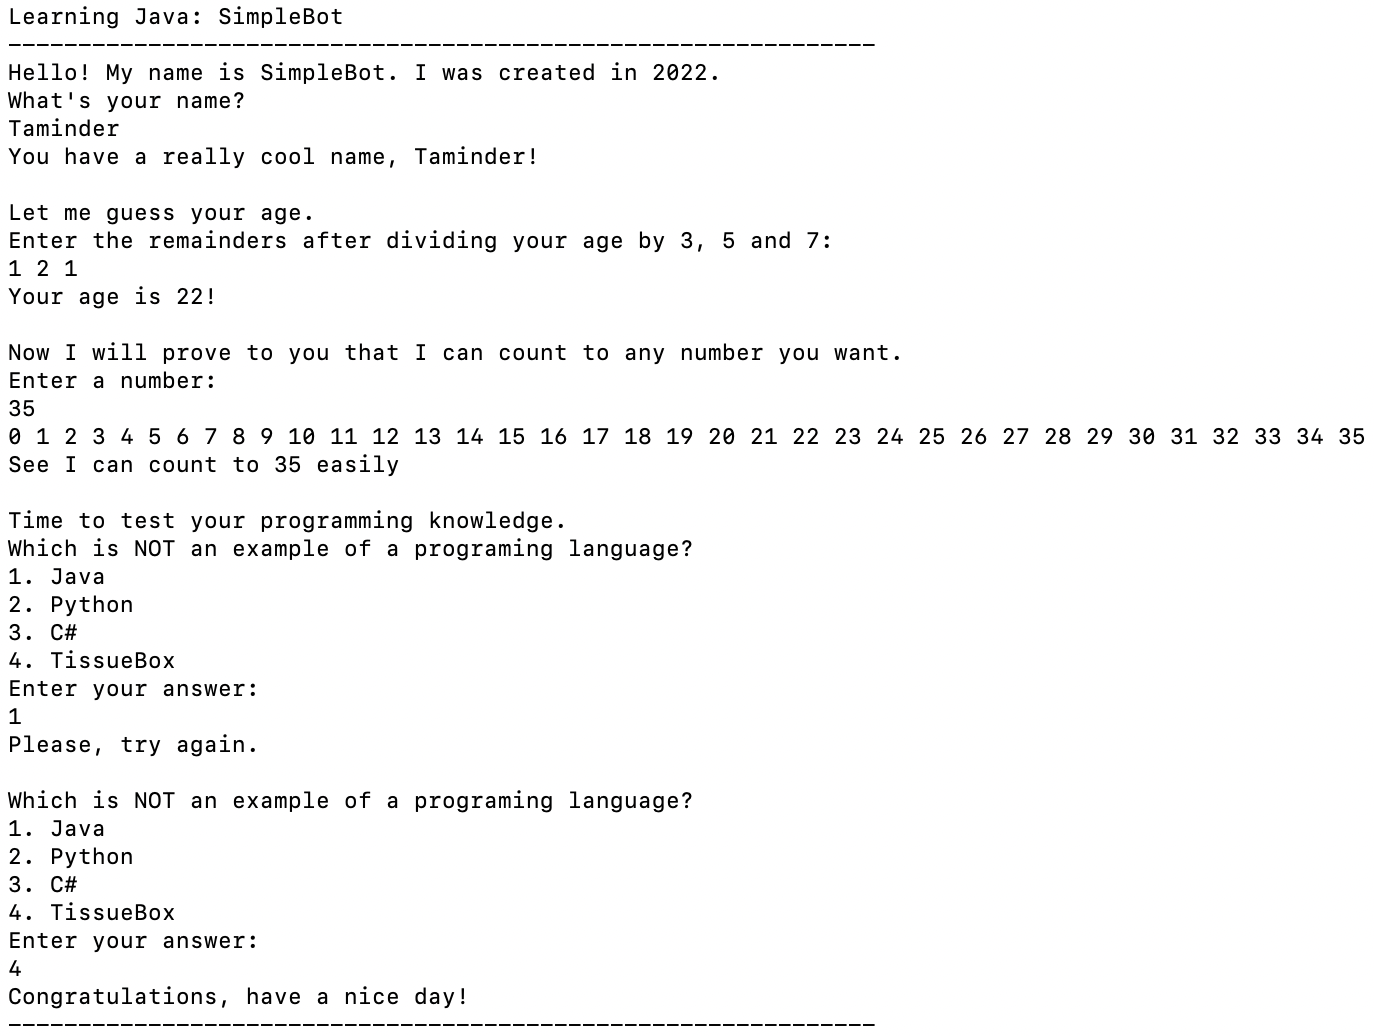 Learning Java: SimpleBot
--------------------------------------------------------------
Hello! My name is SimpleBot. I was created in 2022.
What's your name?
Taminder
You have a really cool name, Taminder!

Let me guess your age.
Enter the remainders after dividing your age by 3, 5 and 7:
1 2 1
Your age is 22!

Now I will prove to you that I can count to any number you want.
Enter a number:
35
0 1 2 3 4 5 6 7 8 9 10 11 12 13 14 15 16 17 18 19 20 21 22 23 24 25 26 27 28 29 30 31 32 33 34 35
See I can count to 35 easily

Time to test your programming knowledge.
Which is NOT an example of a programing language?
1. Java
2. Python
3. C#
4. TissueBox
Enter your answer:
1
Please, try again.

Which is NOT an example of a programing language?
1. Java
2. Python
3. C#
4. TissueBox
Enter your answer:
4
Congratulations, have a nice day!
--------------------------------------------------------------